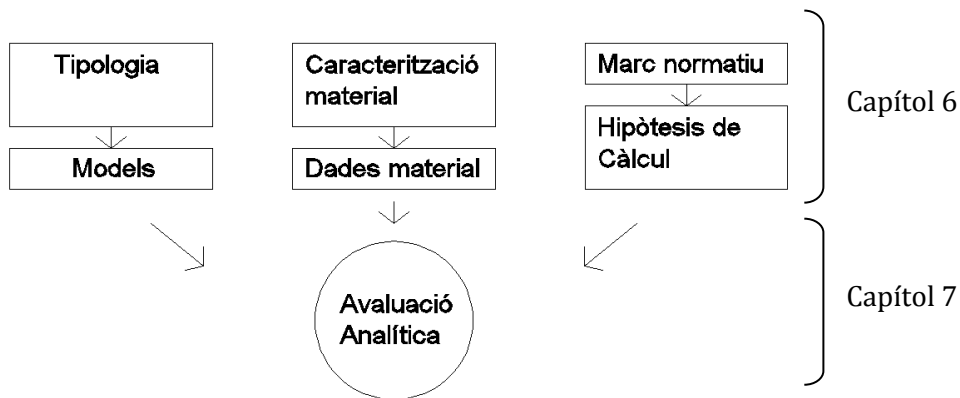 Tipologia
Models
Caracterització
material
Dades material
Marc normatiu
Hipòtesis de
Càlcul
Capítol 6
Avaluació
Analítica
Capítol 7